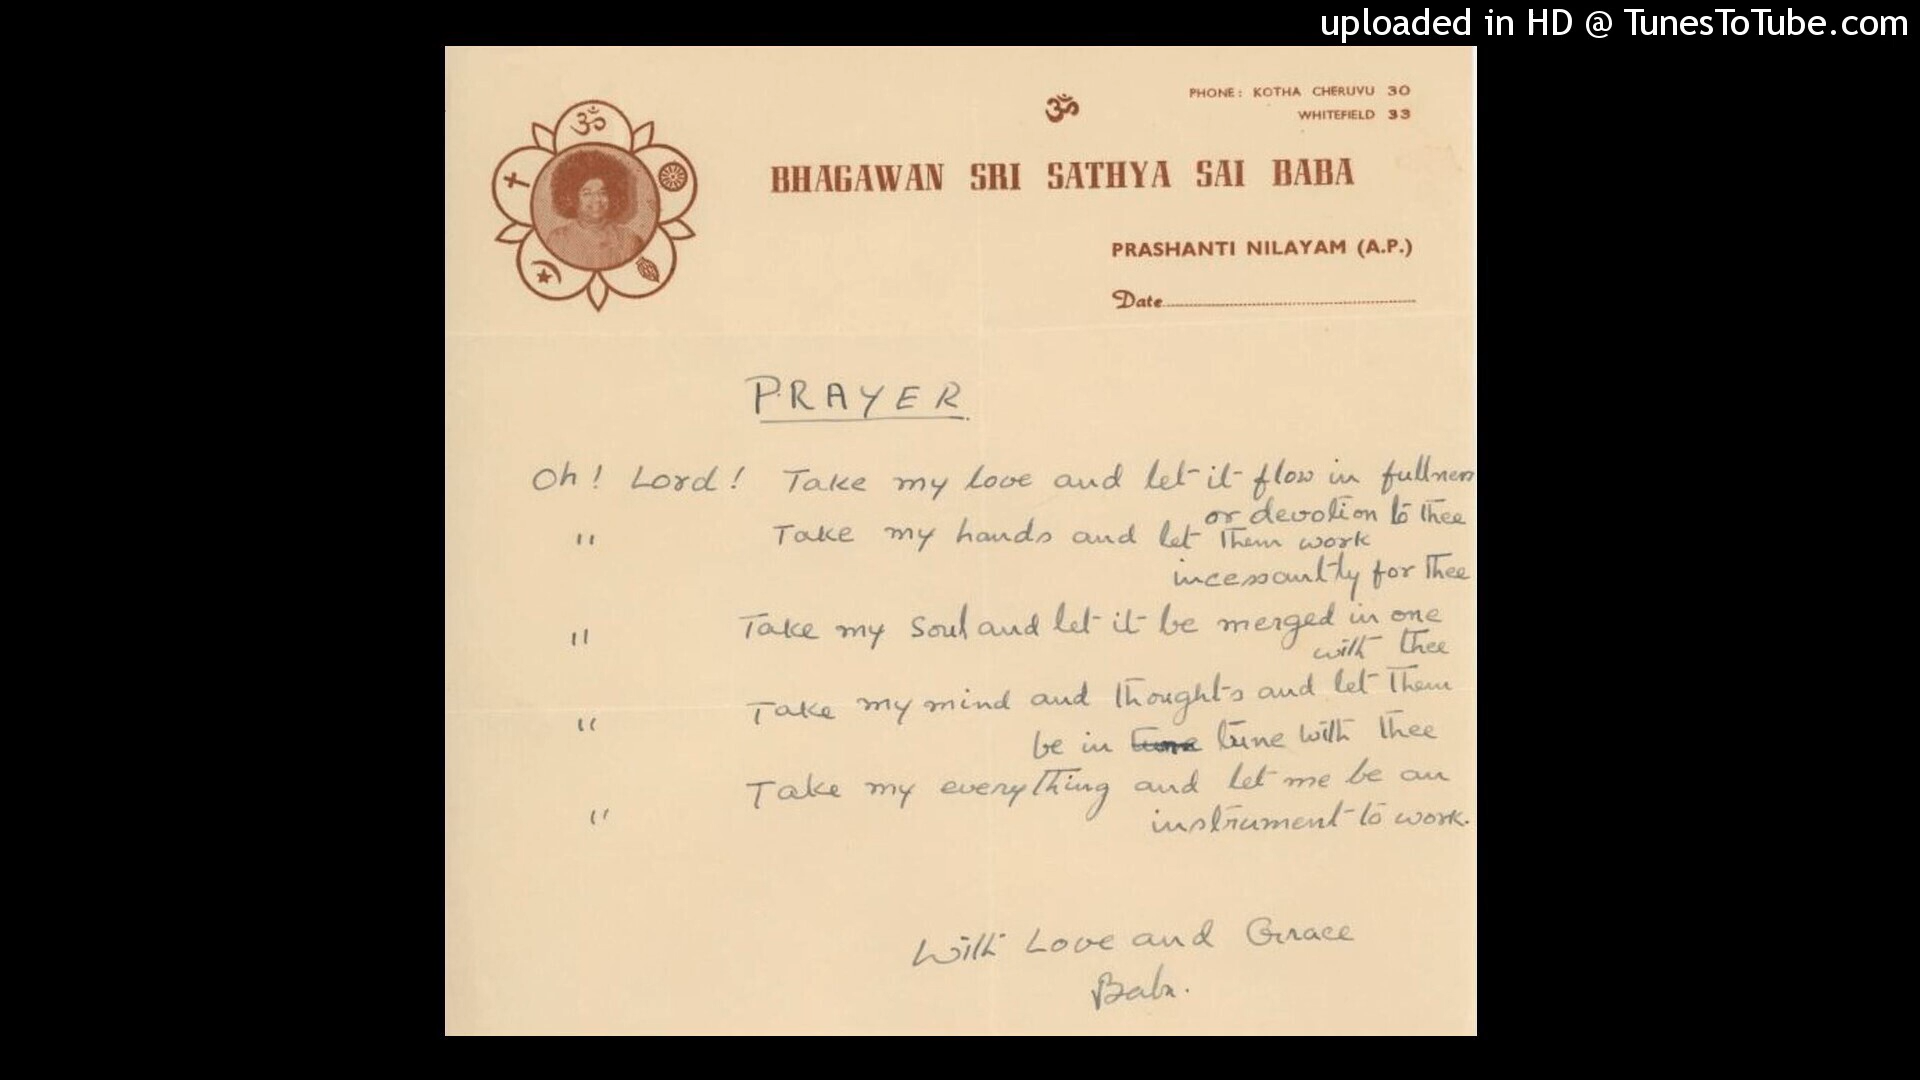 uploaded in HD @ TunesToTube.com
PHONE: KOTHA CHERUVU 30
WHITEFIELD 33
ॐ
ॐ
BHAGAWAN SRI SATHYA SAI BABA
PRASHANTI NILAYAM (A.P.)
Date
PRAYER
Oh! Lord! Take my love and let it flow in fullness
or devotion to Thee
" Take my hands and let Them work
incessantly for Thee
" Take my Soul and let it be merged in one
with Thee
" Take my mind and thoughts and let Them
be in tune tune with Thee
" Take my everything and let me be an
instrument to work.
With Love and Grace
Baba.